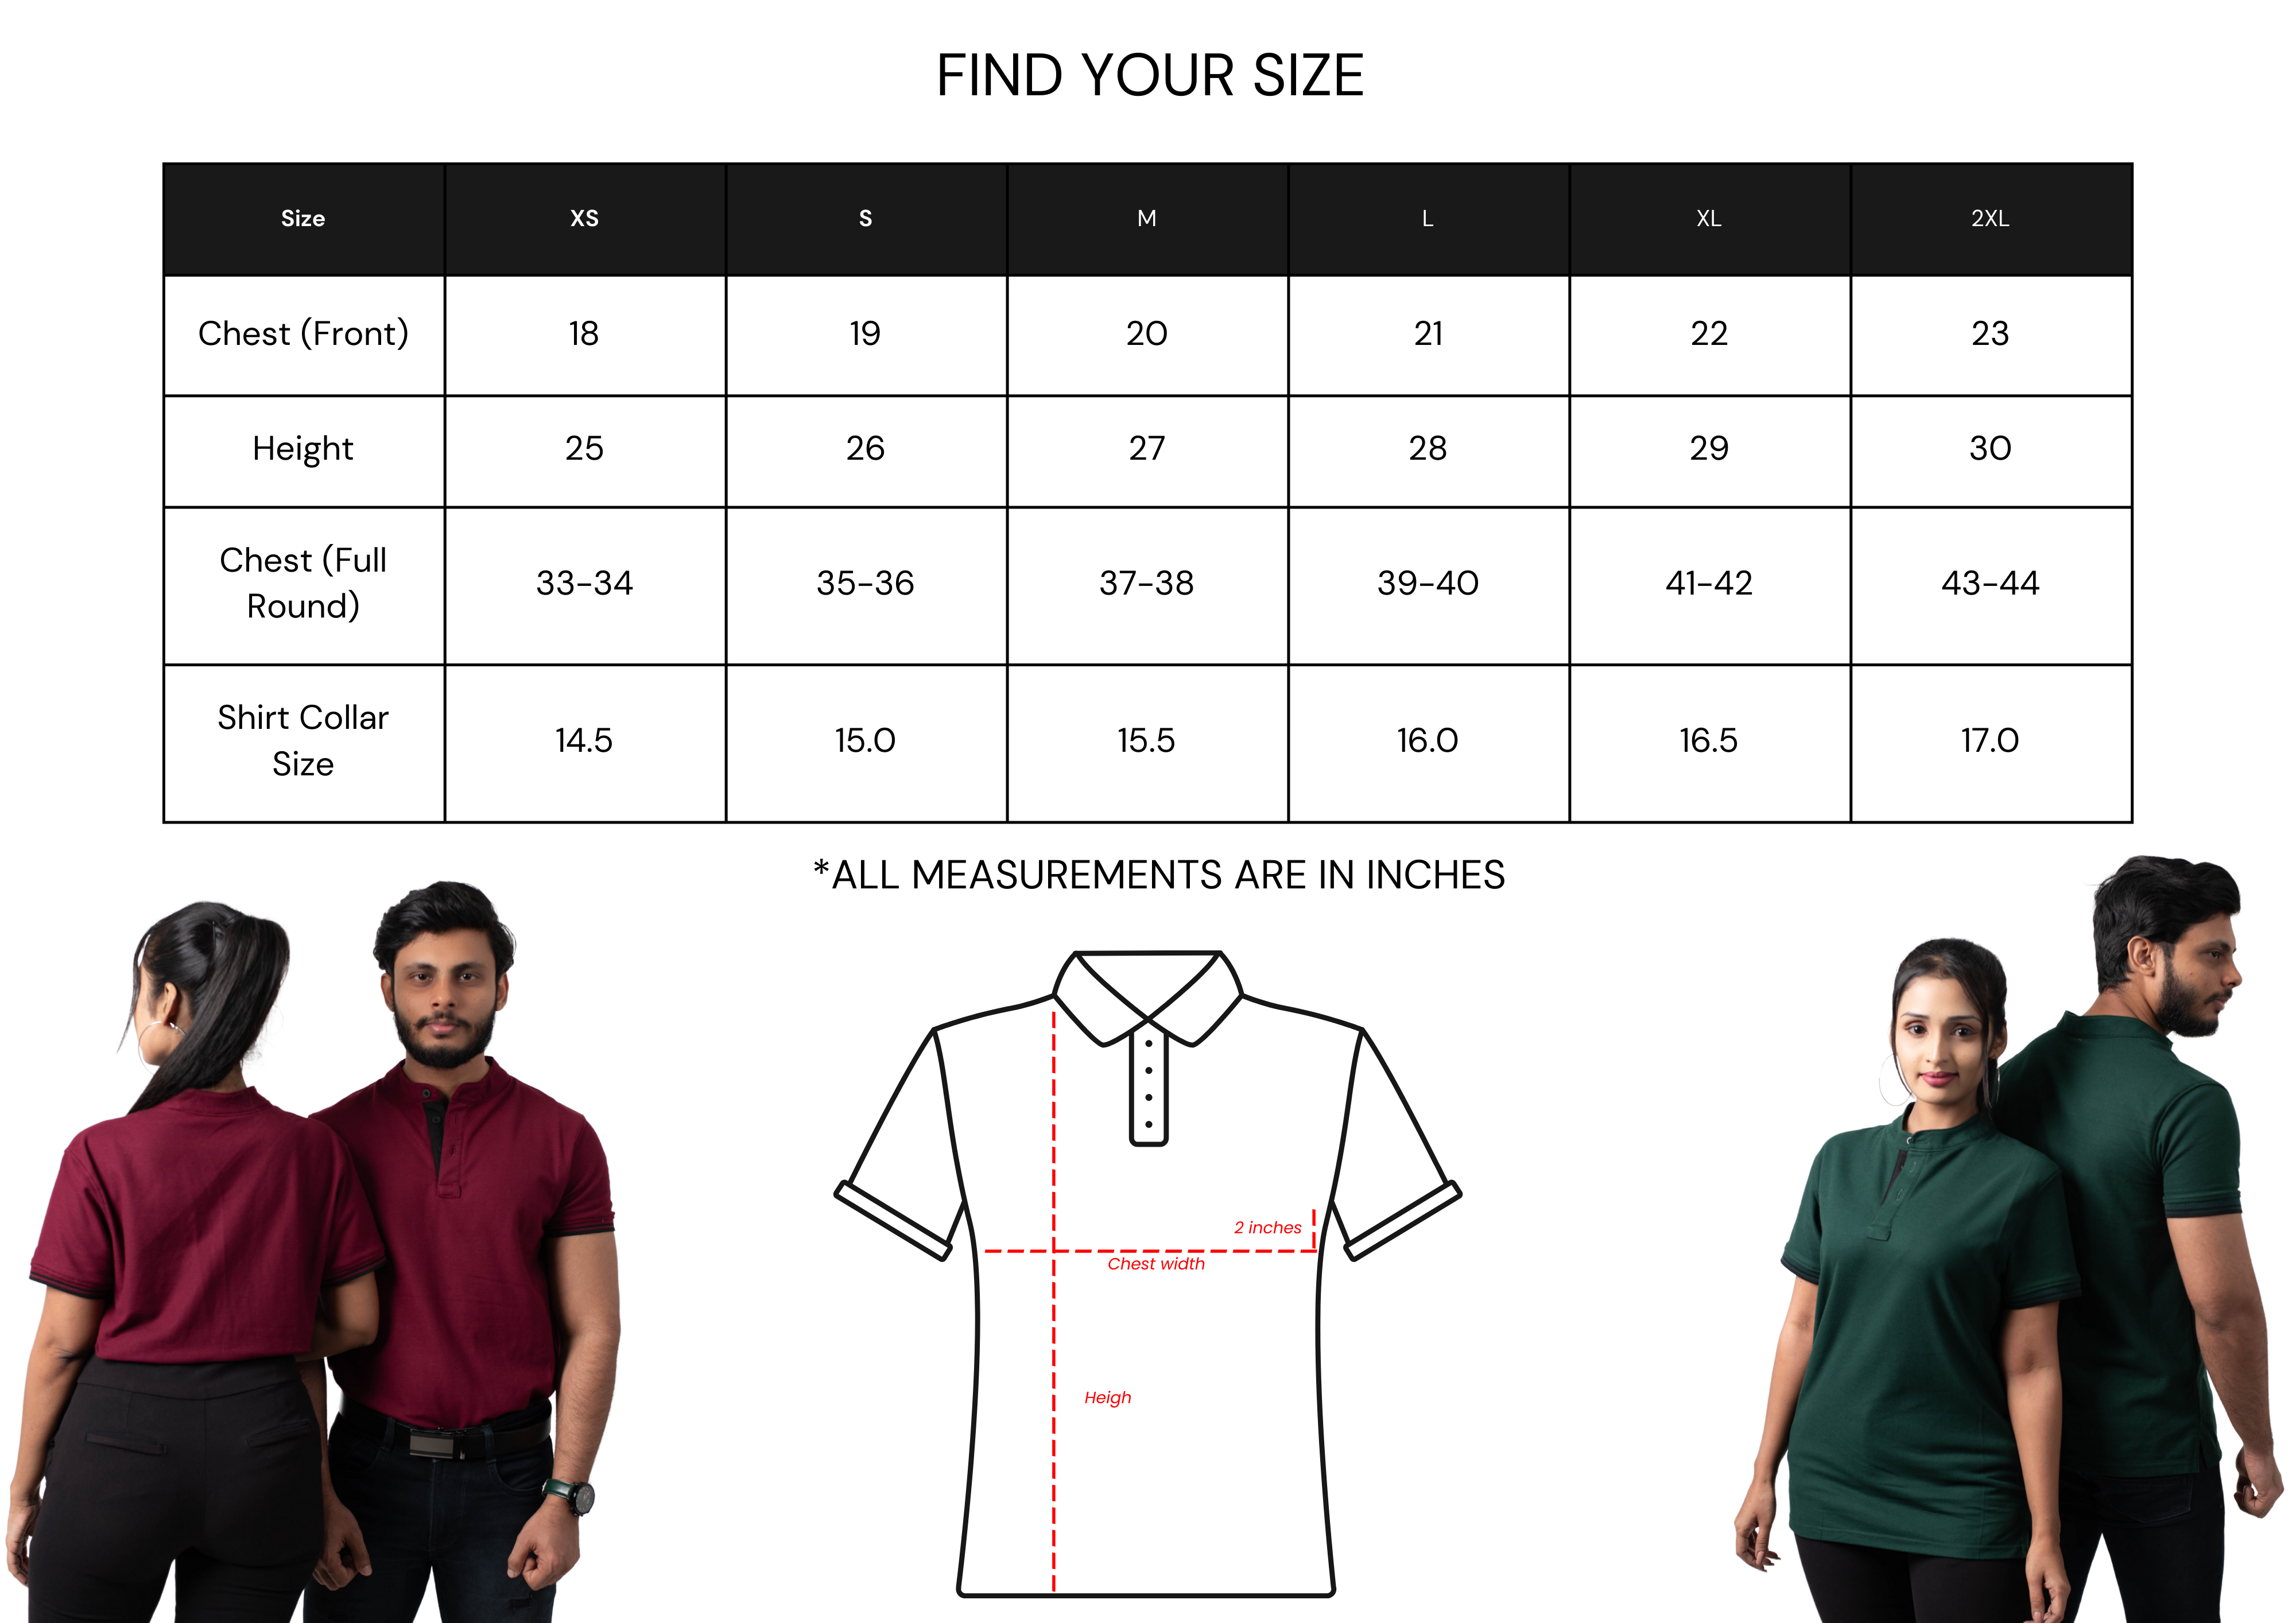 FIND YOUR SIZE
Size XS S M L XL 2XL
Chest (Front) 18 19 20 21 22 23
Height 25 26 27 28 29 30
Chest (Full
Round) 33-34 35-36 37-38 39-40 41-42 43-44
Shirt Collar
Size 14.5 15.0 15.5 16.0 16.5 17.0
*ALL MEASUREMENTS ARE IN INCHES
2 inches
Chest width
Heigh